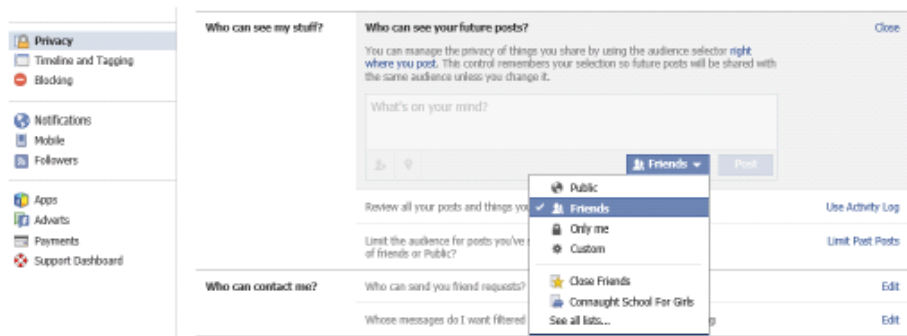 Privacy
Timeline and Tagging
Blocking
Notifications
Mobile
Followers
Apps
Adverts
Payments
Support Dashboard
Who can see my stuff?
Who can see your future posts?
Close
You can manage the privacy of things you share by using the audience selector right
where you post. This control remembers your selection so future posts will be shared with
the same audience unless you change it.
What's on your mind?
Friends
Post
Public
Friends
Only me
Custom
Close Friends
Connaught School For Girls
See all lists...
Review all your posts and things you
Use Activity Log
Limit the audience for posts you've
of friends or Public?
Limit Past Posts
Who can contact me?
Who can send you friend requests?
Edit
Whose messages do I want filtered
Edit